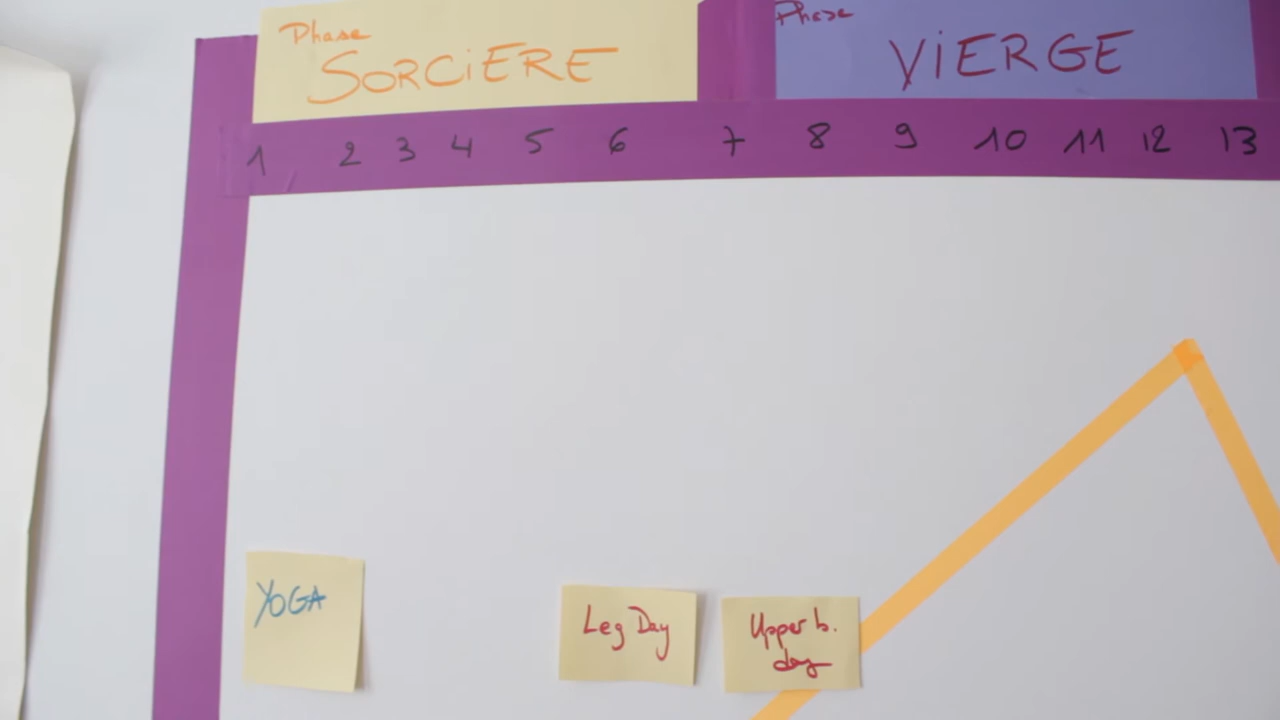 Phase
SORCiERE
Phase
ViERGE
1 2 3 4 5 6 7 8 9 10 11 12 13
YOGA
Leg Day
Upper b.
day